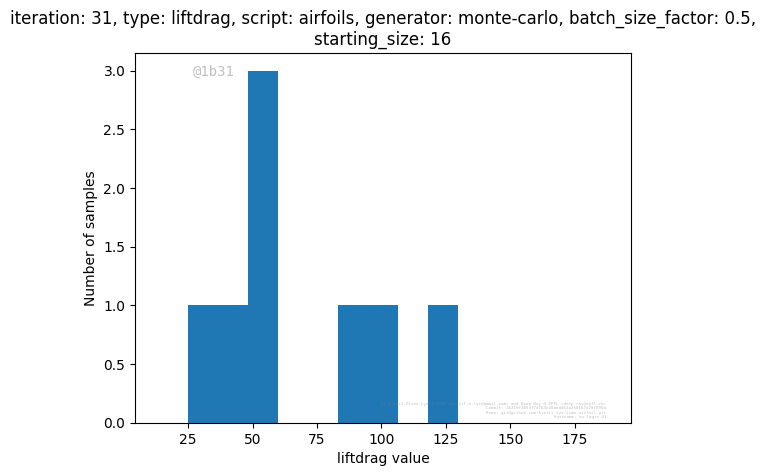 iteration: 31, type: liftdrag, script: airfoils, generator: monte-carlo, batch_size_factor: 0.5,
starting_size: 16
@1b31
3.0
2.5
2.0
1.5
1.0
0.5
0.0
Number of samples
25 50 75 100 125 150 175
liftdrag value